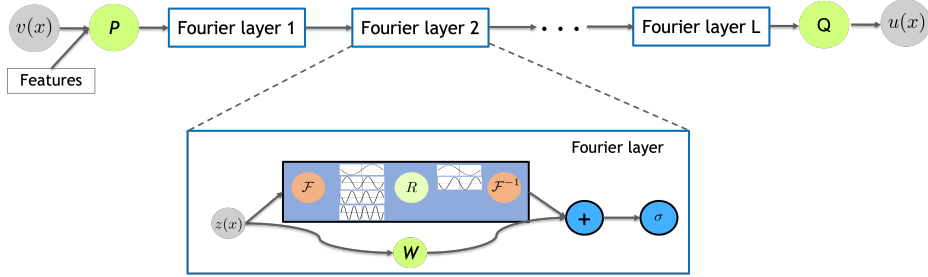 v(x) P Fourier layer 1 Fourier layer 2 • • • Fourier layer L Q u(x)
Features
Fourier layer
ℱ R ℱ⁻¹
z(x) + σ
W